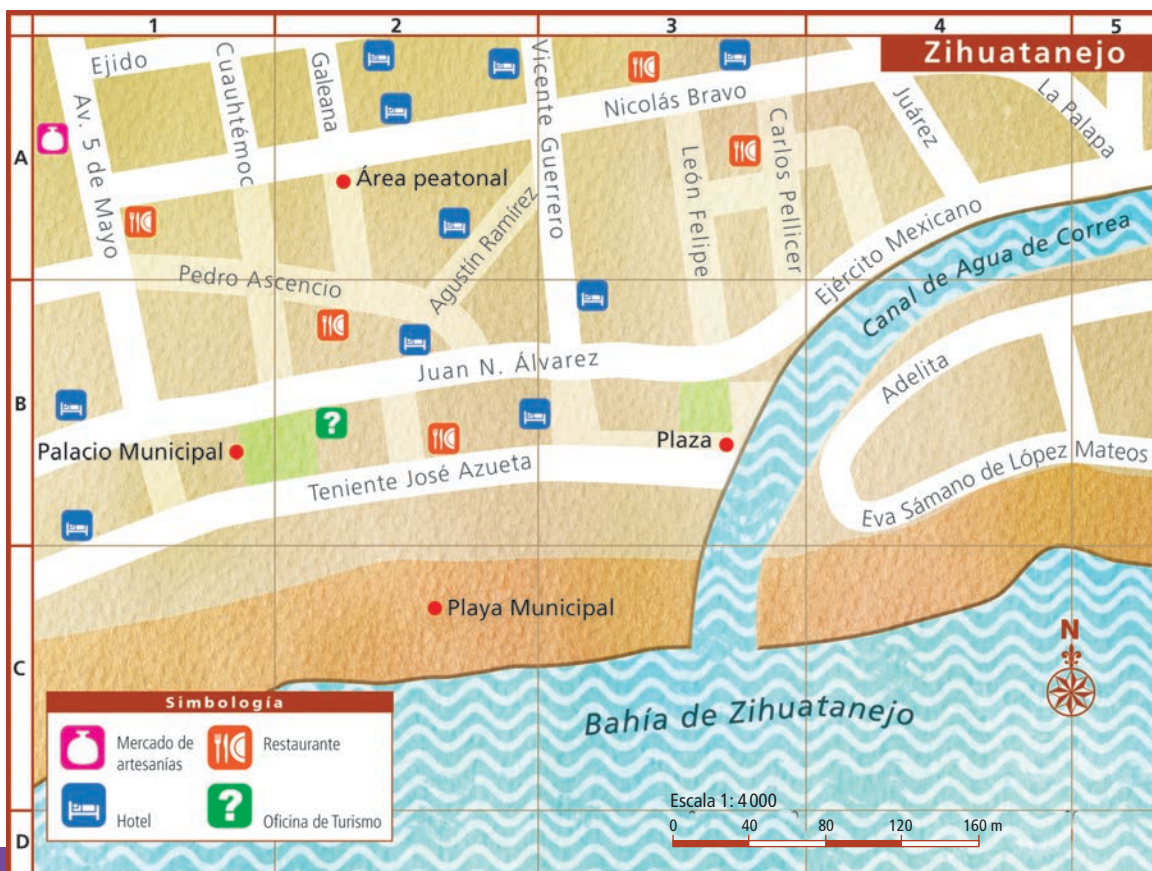 1 2 3 4 5
Zihuatanejo
A
B
C
D
Ejido
Av. 5 de Mayo
Cuauhtémoc
Galeana
Vicente Guerrero
Nicolás Bravo
Juárez
La Palapa
León Felipe
Carlos Pellicer
Área peatonal
Agustín Ramírez
Pedro Ascencio
Ejército Mexicano
Canal de Agua de Correa
Juan N. Álvarez
Adelita
?
Palacio Municipal
Plaza
Teniente José Azueta
Eva Sámano de López Mateos
Playa Municipal
N
Bahía de Zihuatanejo
Simbología
Mercado de
artesanías
Restaurante
Hotel
?
Oficina de Turismo
Escala 1: 4 000
0 40 80 120 160 m